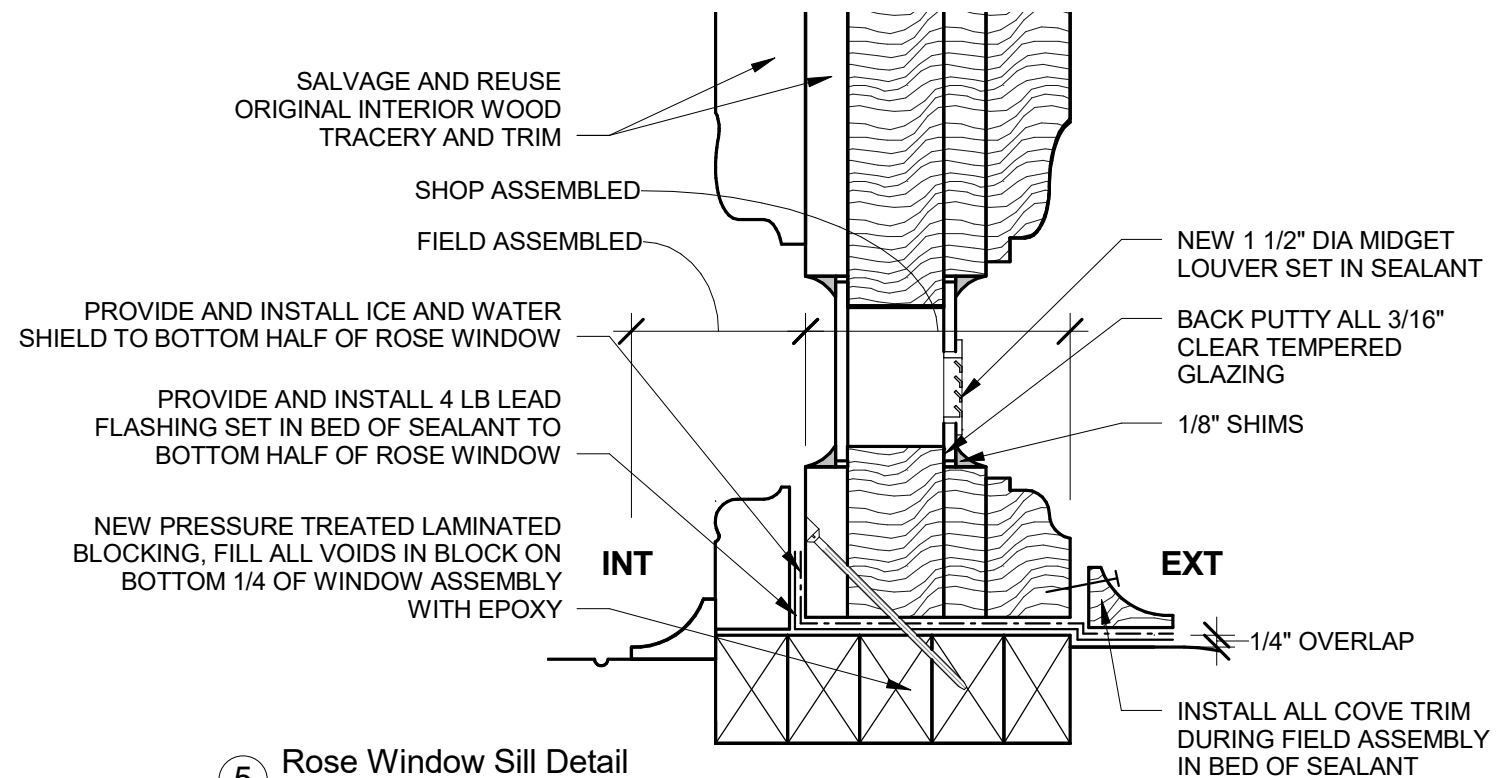 SALVAGE AND REUSE
ORIGINAL INTERIOR WOOD
TRACERY AND TRIM
SHOP ASSEMBLED
FIELD ASSEMBLED
PROVIDE AND INSTALL ICE AND WATER
SHIELD TO BOTTOM HALF OF ROSE WINDOW
PROVIDE AND INSTALL 4 LB LEAD
FLASHING SET IN BED OF SEALANT TO
BOTTOM HALF OF ROSE WINDOW
NEW PRESSURE TREATED LAMINATED
BLOCKING, FILL ALL VOIDS IN BLOCK ON
BOTTOM 1/4 OF WINDOW ASSEMBLY
WITH EPOXY
INT
EXT
NEW 1 1/2" DIA MIDGET
LOUVER SET IN SEALANT
BACK PUTTY ALL 3/16"
CLEAR TEMPERED
GLAZING
1/8" SHIMS
1/4" OVERLAP
INSTALL ALL COVE TRIM
DURING FIELD ASSEMBLY
IN BED OF SEALANT
5 Rose Window Sill Detail